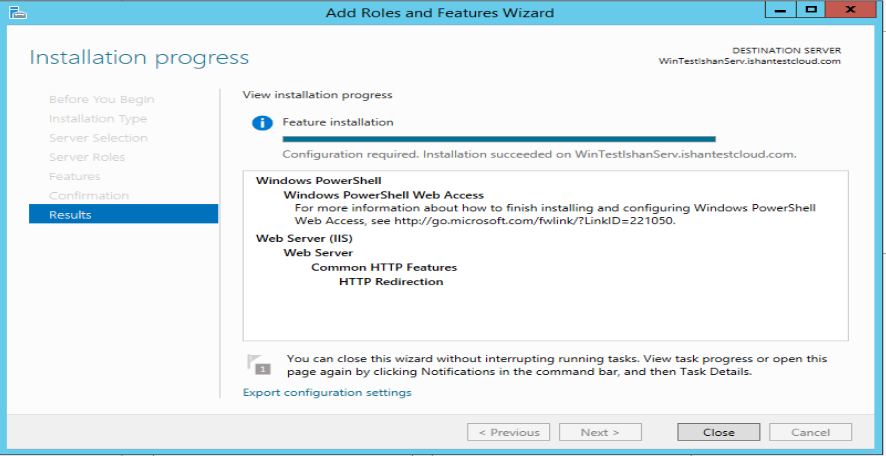 Add Roles and Features Wizard
Installation progress
DESTINATION SERVER
WinTestIshanServ.ishantestcloud.com
Before You Begin
Installation Type
Server Selection
Server Roles
Features
Confirmation
Results
View installation progress
Feature installation
Configuration required. Installation succeeded on WinTestIshanServ.ishantestcloud.com.
Windows PowerShell
Windows PowerShell Web Access
For more information about how to finish installing and configuring Windows PowerShell
Web Access, see http://go.microsoft.com/fwlink/?LinkID=221050.
Web Server (IIS)
Web Server
Common HTTP Features
HTTP Redirection
1
You can close this wizard without interrupting running tasks. View task progress or open this
page again by clicking Notifications in the command bar, and then Task Details.
Export configuration settings
< Previous
Next >
Close
Cancel